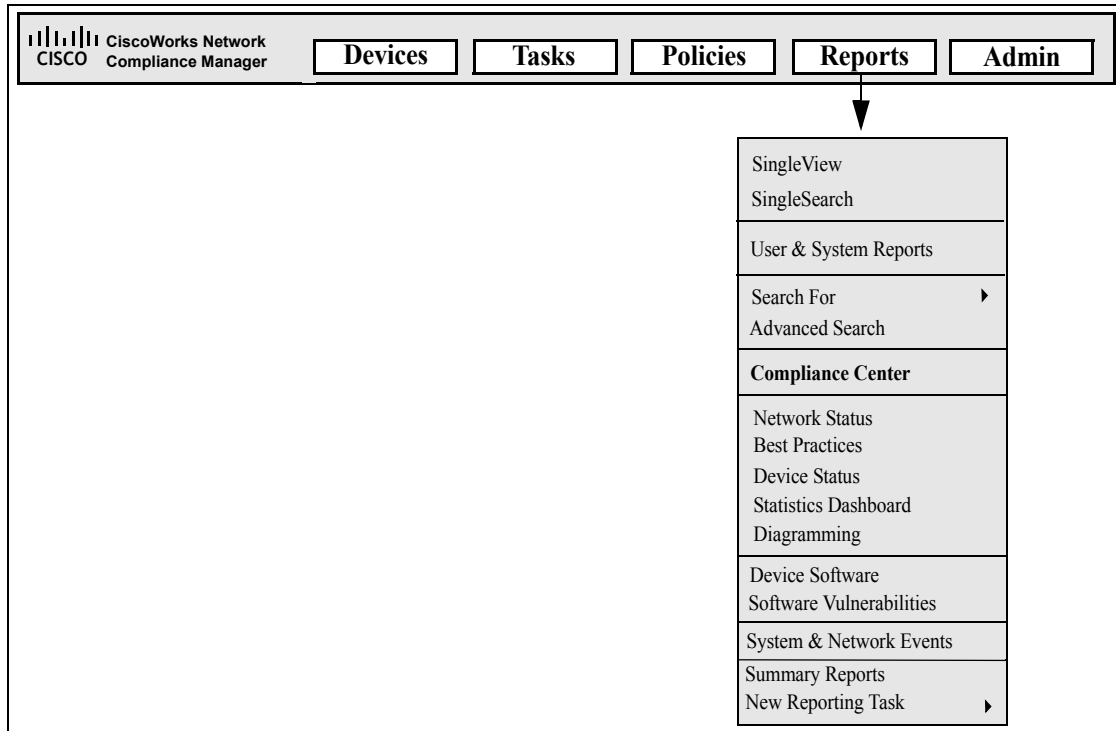 CISCO
CiscoWorks Network
Compliance Manager
Devices
Tasks
Policies
Reports
Admin
SingleView
SingleSearch
User & System Reports
Search For
Advanced Search
Compliance Center
Network Status
Best Practices
Device Status
Statistics Dashboard
Diagramming
Device Software
Software Vulnerabilities
System & Network Events
Summary Reports
New Reporting Task